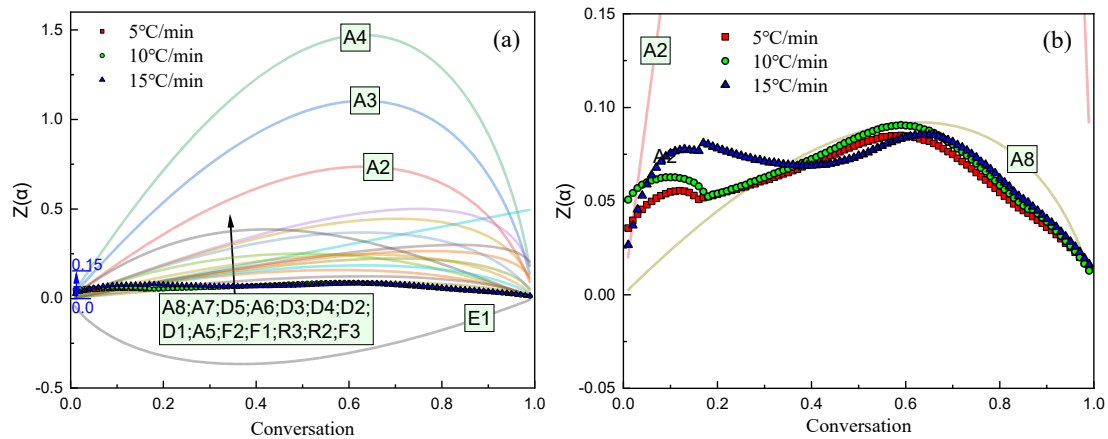 (a)
5℃/min
10℃/min
15℃/min
A4
A3
A2
A8;A7;D5;A6;D3;D4;D2;
D1;A5;F2;F1;R3;R2;F3
E1
0.15
0.0
1.5
1.0
0.5
0.0
-0.5
0.0
0.2
0.4
0.6
0.8
1.0
Z(α)
Conversation
(b)
5℃/min
10℃/min
15℃/min
A2
A8
0.15
0.10
0.05
0.00
-0.05
0.0
0.2
0.4
0.6
0.8
1.0
Z(α)
Conversation